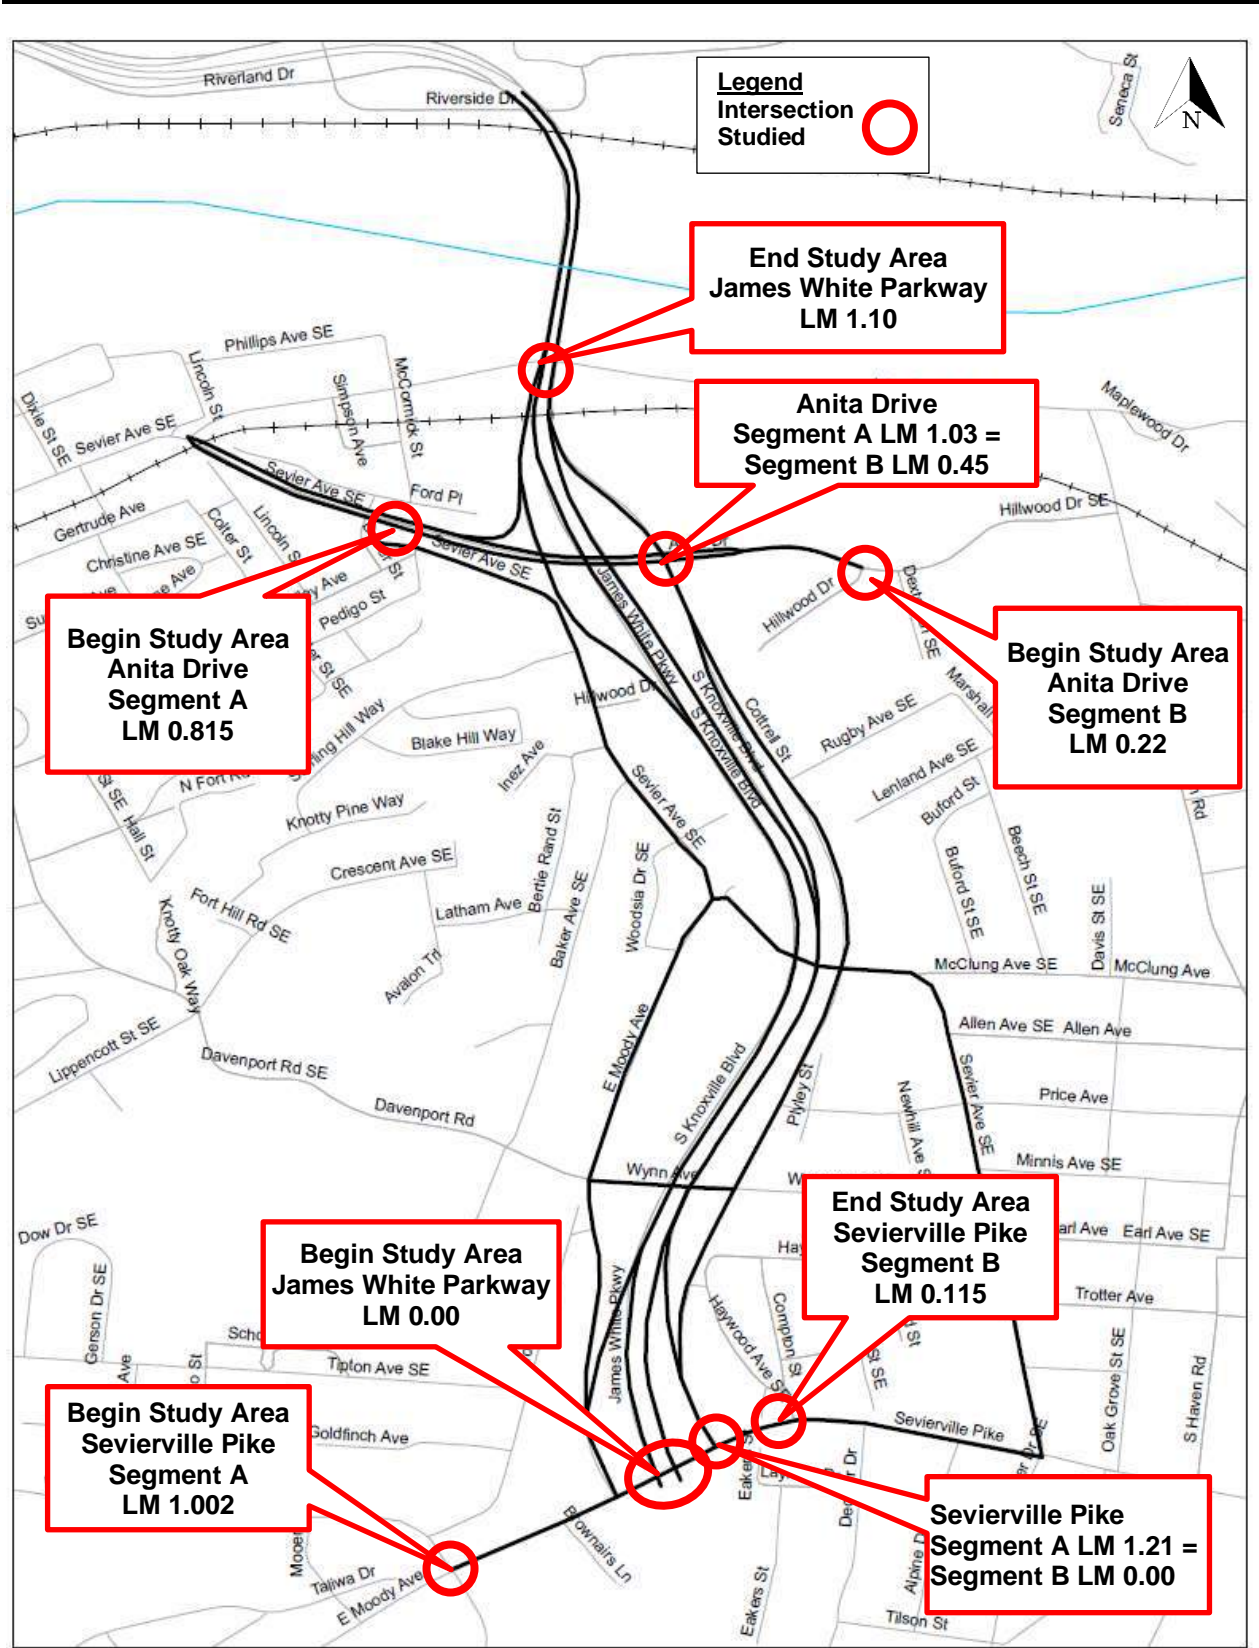 Riverland Dr
Riverside Dr
Legend
Intersection
Studied
Seneca St
N
End Study Area
James White Parkway
LM 1.10
Phillips Ave SE
Lincoln St
McCormick St
Simpson Ave
Dixie St SE
Sevier Ave SE
Maplewood Dr
Anita Drive
Segment A LM 1.03 =
Segment B LM 0.45
Sevier Ave SE
Ford Pl
Gertrude Ave
Colter St
Lincoln S
Christine Ave SE
Hillwood Dr SE
Sevier Ave SE
James White Pkwy
Hillwood Dr
Pedigo St
Begin Study Area
Anita Drive
Segment A
LM 0.815
Begin Study Area
Anita Drive
Segment B
LM 0.22
Marshall
Hillwood Dr
S Knoxville Blvd
S Knoxville Blvd
Cottrell St
Rugby Ave SE
Blake Hill Way
Inez Ave
Lenland Ave SE
Buford St
N Fort
Knotty Pine Way
Sevier Ave SE
Hall St
Crescent Ave SE
Bertie Rand St
Baker Ave SE
Woodsia Dr SE
Beech St SE
Buford St SE
Davis St SE
Fort Hill Rd SE
Latham Ave
Knotty Oak Way
Avalon Trl
McClung Ave SE
McClung Ave
Lippencott St SE
Allen Ave SE
Allen Ave
Davenport Rd SE
E Moody Ave
S Knoxville Blvd
Sevier Ave SE
Plyley St
Newhill Ave S
Price Ave
Davenport Rd
Wynn Ave
Minnis Ave SE
End Study Area
Sevierville Pike
Segment B
LM 0.115
Dow Dr SE
Earl Ave SE
Gerson Dr SE
Begin Study Area
James White Parkway
LM 0.00
James White Pkwy
Haywood Ave SE
Compton St
Trotter Ave
Tipton Ave SE
Oak Grove St SE
S Haven Rd
Begin Study Area
Sevierville Pike
Segment A
LM 1.002
Goldfinch Ave
Sevierville Pike
Eakers S
Brownairs Ln
Sevierville Pike
Segment A LM 1.21 =
Segment B LM 0.00
Taliwa Dr
E Moody Ave
Eakers St
Alpine D
Tilson St